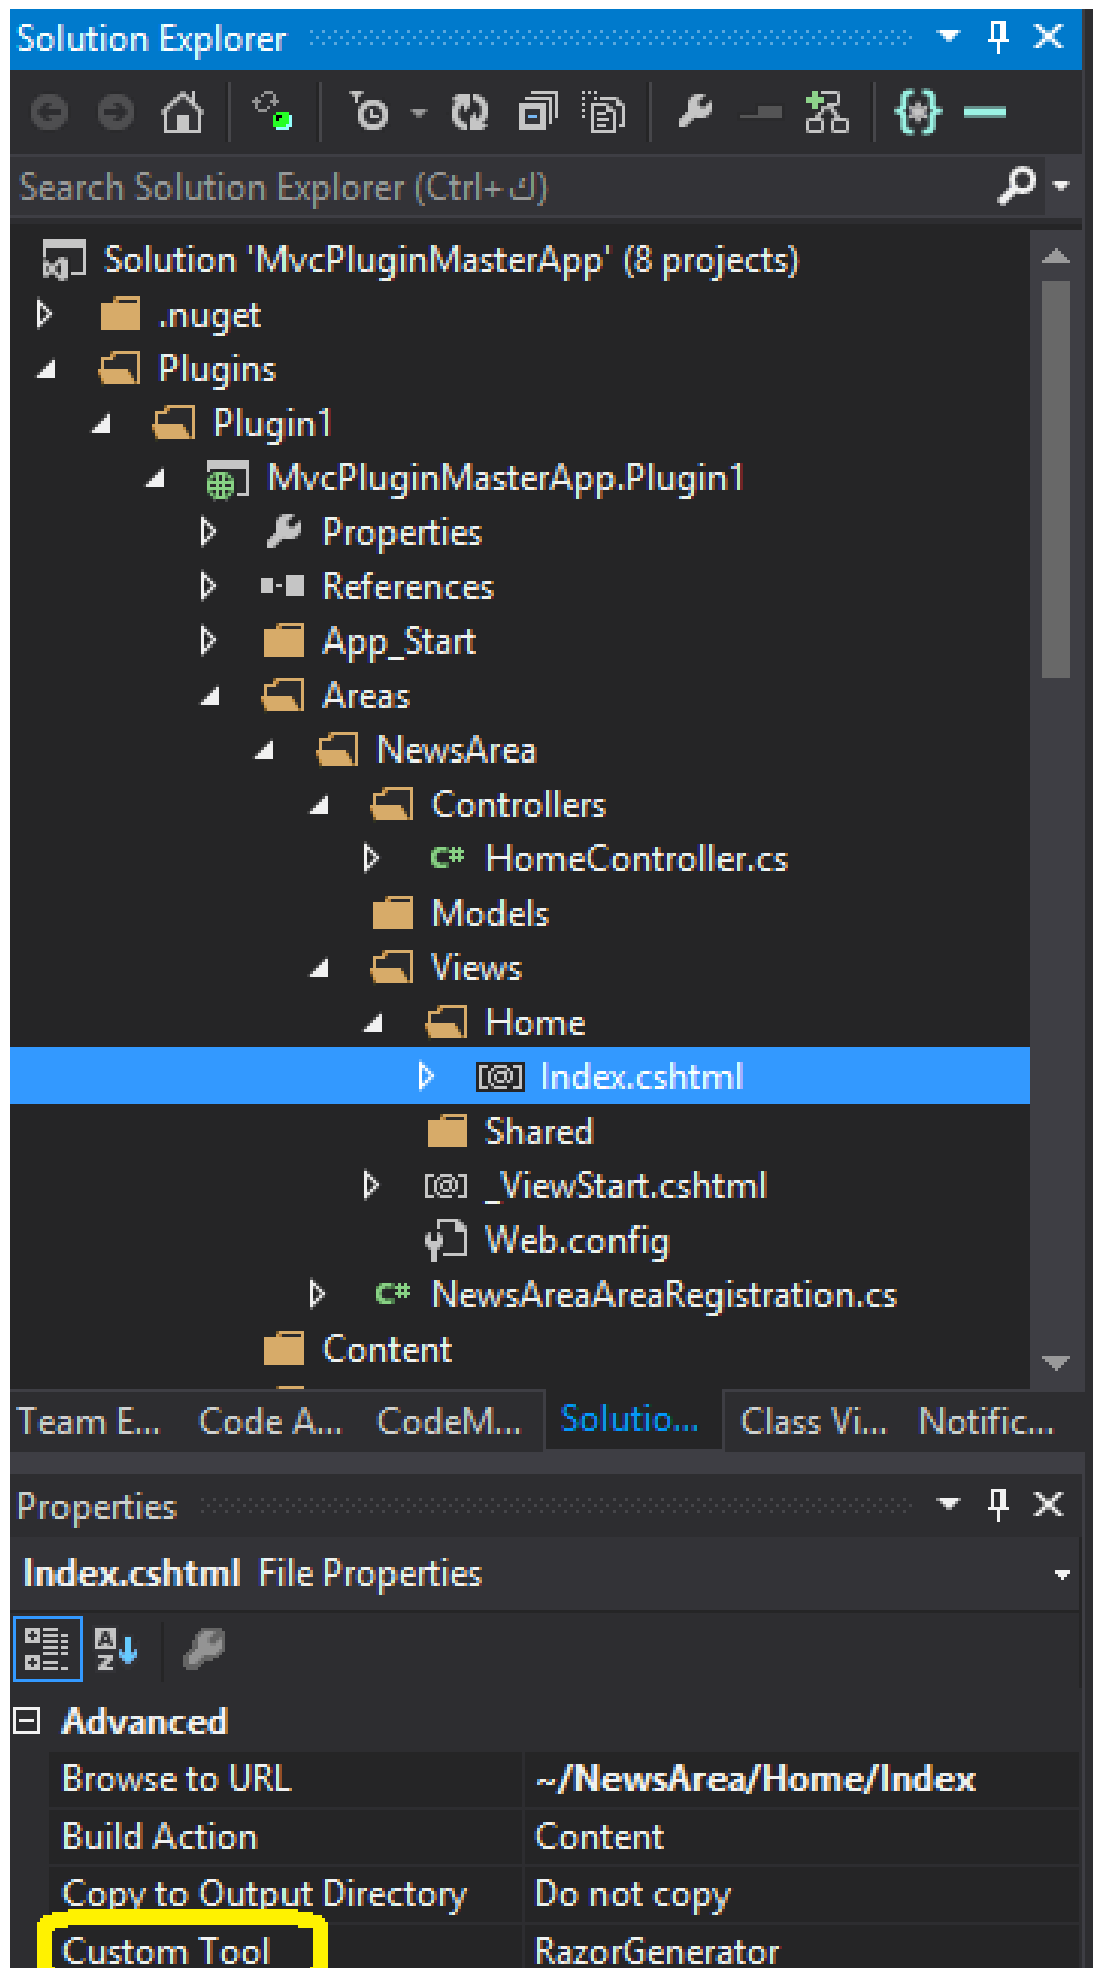 Solution Explorer
Search Solution Explorer (Ctrl+ك)
Solution 'MvcPluginMasterApp' (8 projects)
.nuget
Plugins
Plugin1
MvcPluginMasterApp.Plugin1
Properties
References
App_Start
Areas
NewsArea
Controllers
C# HomeController.cs
Models
Views
Home
[@] Index.cshtml
Shared
[@] _ViewStart.cshtml
Web.config
C# NewsAreaAreaRegistration.cs
Content
Team E... Code A... CodeM... Solutio... Class Vi... Notific...
Properties
Index.cshtml File Properties
Advanced
Browse to URL ~/NewsArea/Home/Index
Build Action Content
Copy to Output Directory Do not copy
Custom Tool RazorGenerator